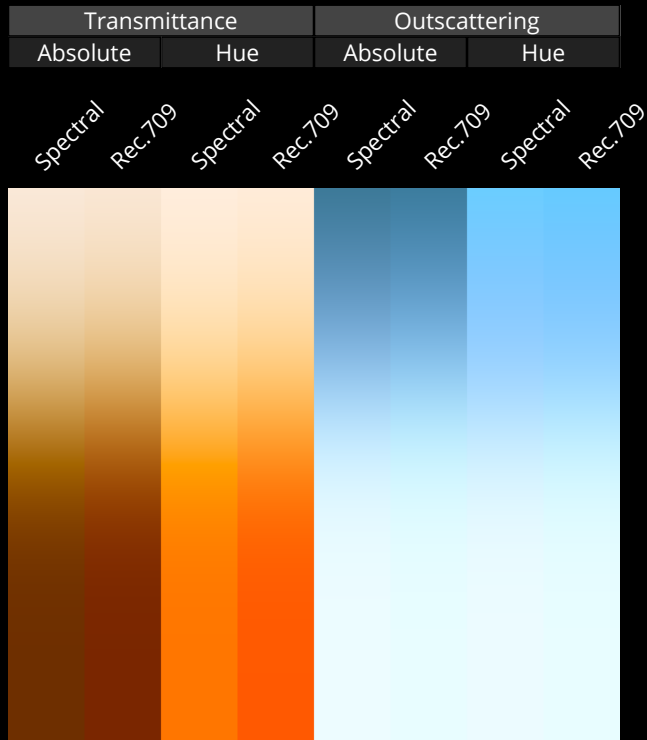 Transmittance Outscattering
Absolute Hue Absolute Hue
Spectral Rec.709 Spectral Rec.709 Spectral Rec.709 Spectral Rec.709